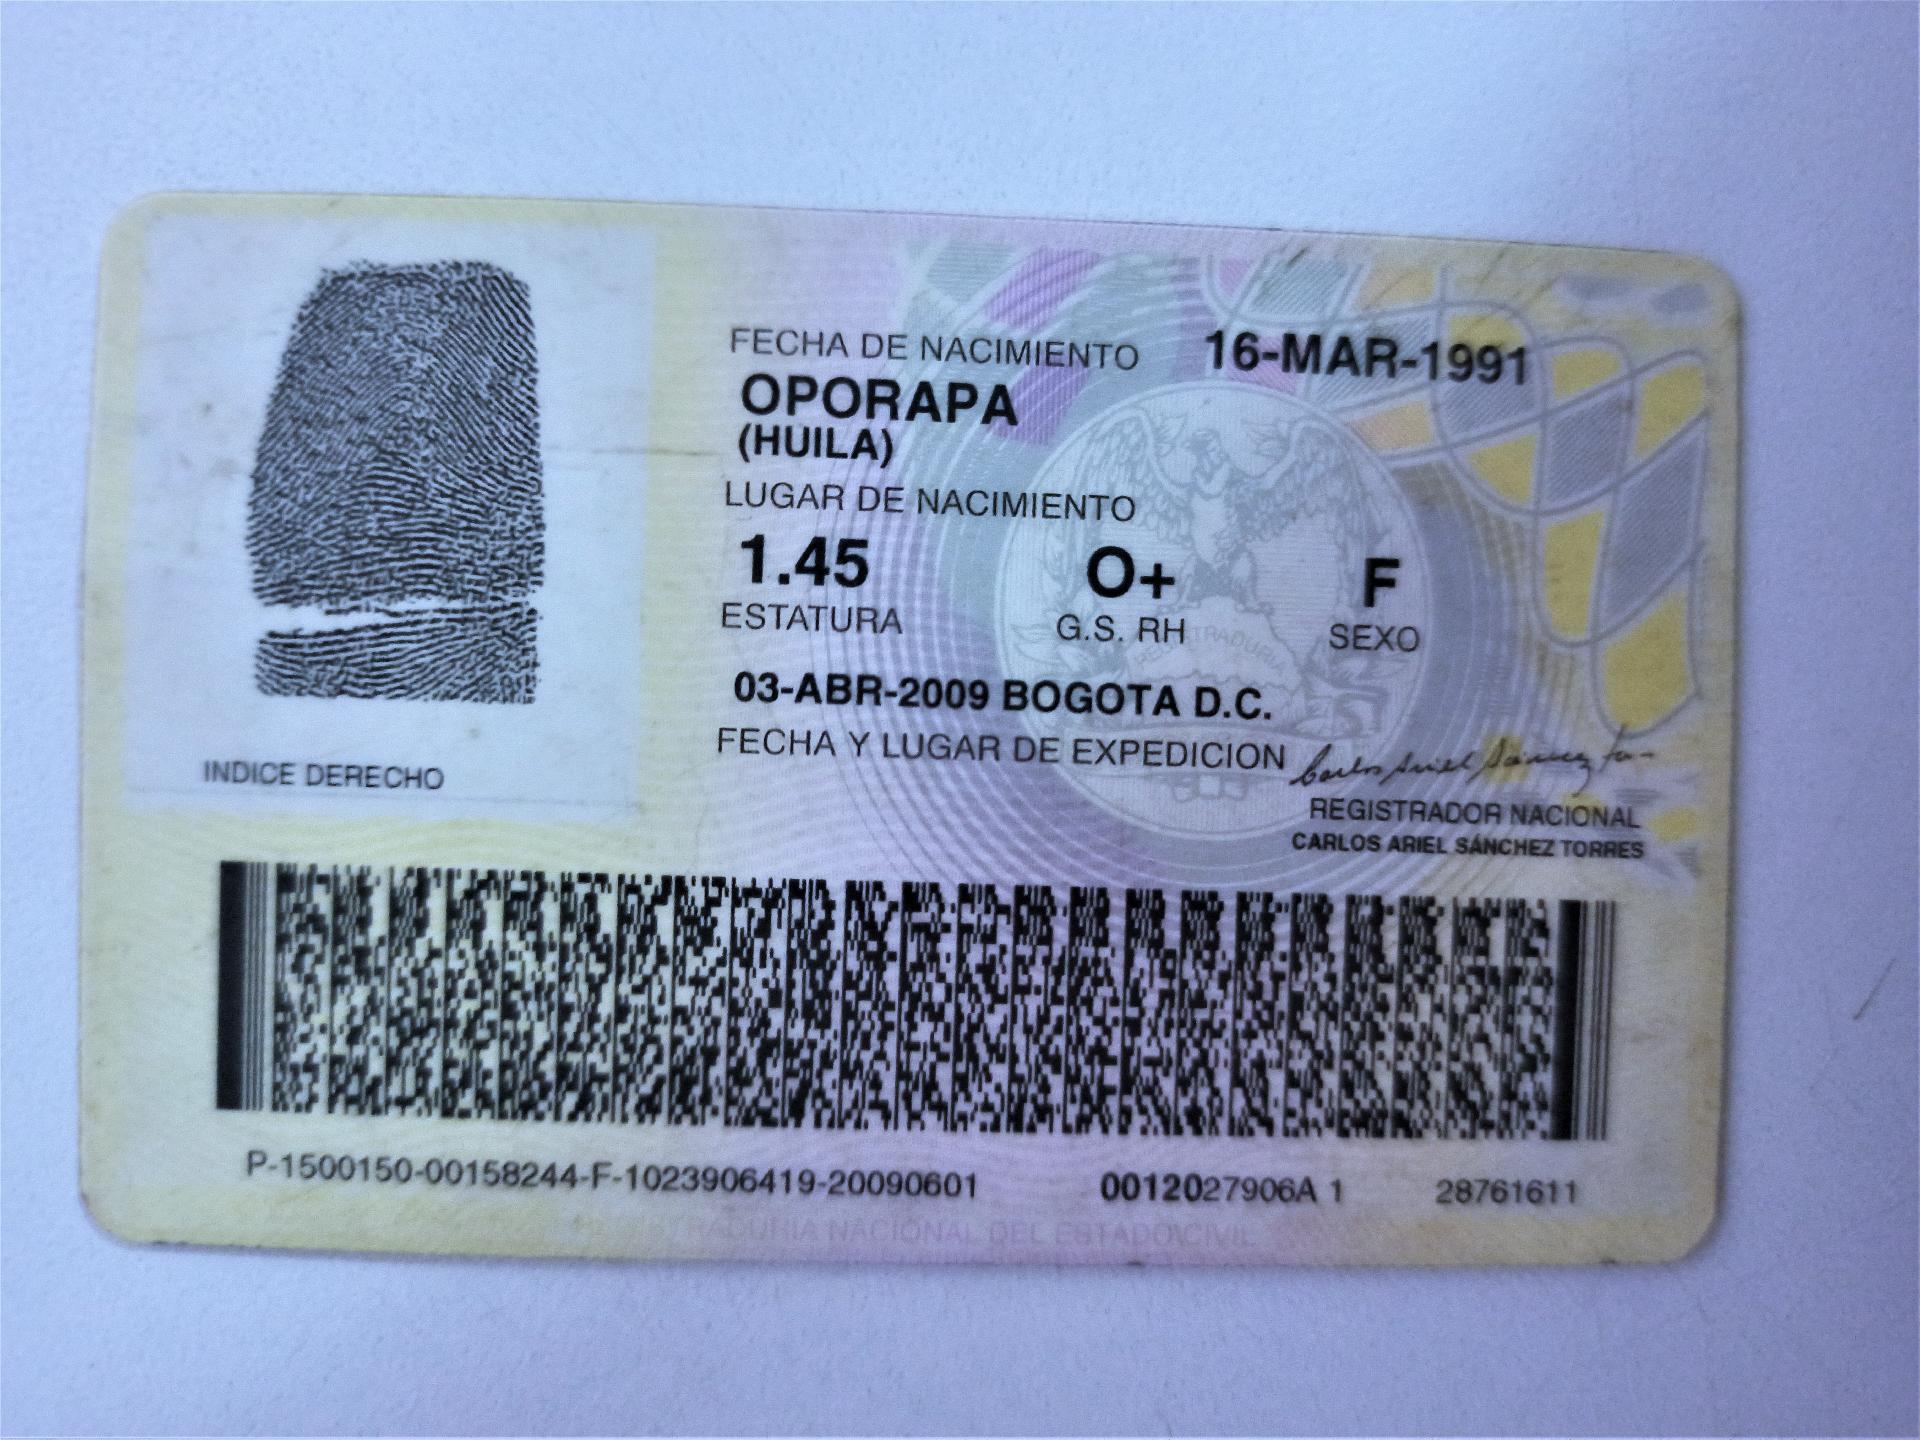 FECHA DE NACIMIENTO 16-MAR-1991
OPORAPA
(HUILA)
LUGAR DE NACIMIENTO
1.45 O+ F
ESTATURA G.S. RH SEXO
03-ABR-2009 BOGOTA D.C.
FECHA Y LUGAR DE EXPEDICION
INDICE DERECHO
REGISTRADOR NACIONAL
CARLOS ARIEL SÁNCHEZ TORRES
P-1500150-00158244-F-1023906419-20090601 0012027906A 1 28761611
REGISTRADURIA NACIONAL DEL ESTADO CIVIL